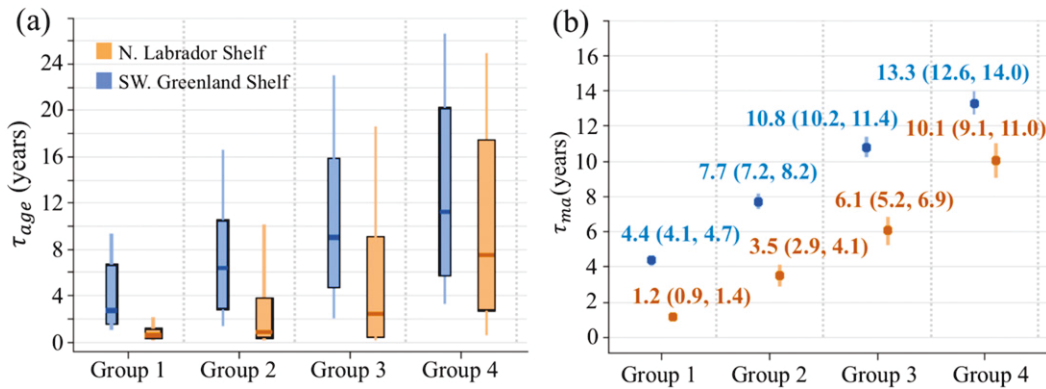 (a)
24
20
16
12
8
4
0
τage (years)
N. Labrador Shelf
SW. Greenland Shelf
Group 1 Group 2 Group 3 Group 4
(b)
16
14
12
10
8
6
4
2
0
τma (years)
13.3 (12.6, 14.0)
10.8 (10.2, 11.4)
10.1 (9.1, 11.0)
7.7 (7.2, 8.2)
6.1 (5.2, 6.9)
4.4 (4.1, 4.7)
3.5 (2.9, 4.1)
1.2 (0.9, 1.4)
Group 1 Group 2 Group 3 Group 4